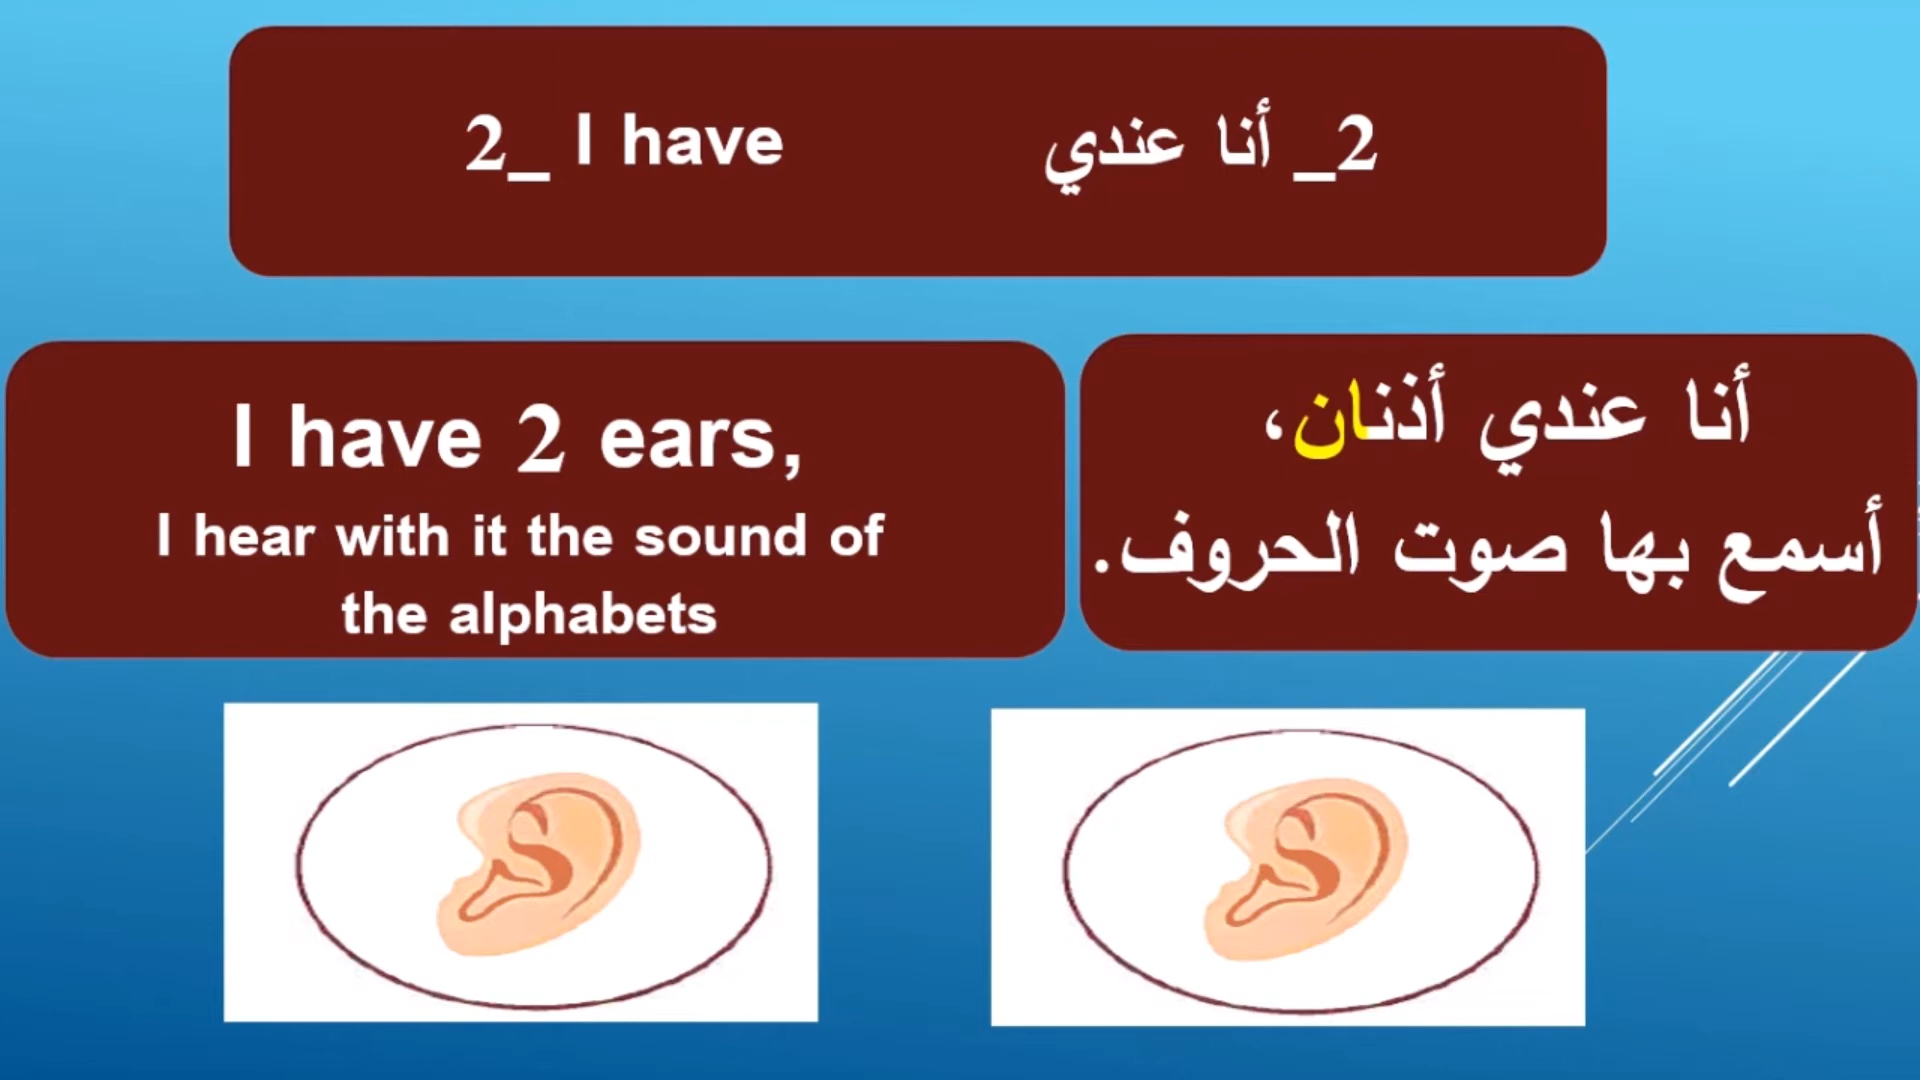 2_ I have
2_ أنا عندي
I have 2 ears,
I hear with it the sound of
the alphabets
أنا عندي أذنان،
أسمع بها صوت الحروف.